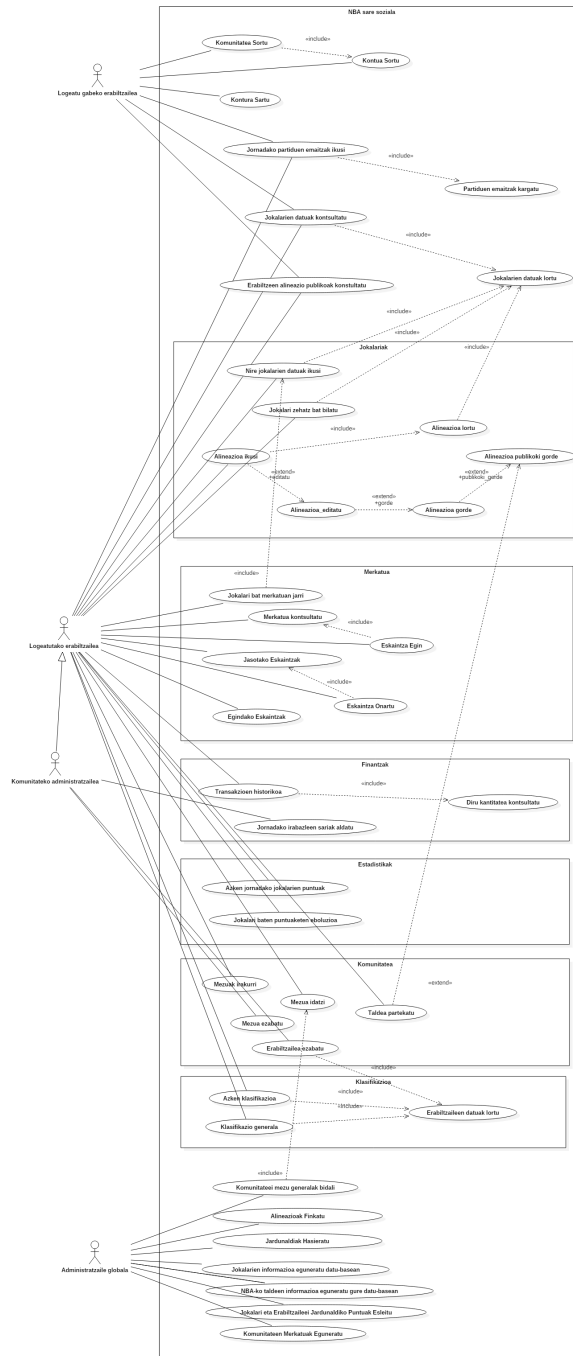 NBA sare soziala
Komunitatea Sortu
«include»
Kontua Sortu
Logeatu gabeko erabiltzailea
Kontura Sartu
Jornadako partiduen emaitzak ikusi
«include»
Partiduen emaitzak kargatu
Jokalarien datuak kontsultatu
«include»
Jokalarien datuak lortu
Erabiltzeen alineazio publikoak konstultatu
«include»
«include»
«include»
Jokalariak
Nire jokalarien datuak ikusi
Jokalari zehatz bat bilatu
«include»
Alineazioa lortu
Alineazioa ikusi
Alineazioa publikoki gorde
«extend»
+editatu
«extend»
+publikoki_gorde
«extend»
+gorde
Alineazioa_editatu
Alineazioa gorde
«include»
Merkatua
Jokalari bat merkatuan jarri
Merkatua kontsultatu
«include»
Logeatutako erabiltzailea
Eskaintza Egin
Jasotako Eskaintzak
«include»
Eskaintza Onartu
Egindako Eskaintzak
Finantzak
Komunitateko administratzailea
«include»
Transakzioen historikoa
Diru kantitatea kontsultatu
Jornadako irabazleen sariak aldatu
Estadistikak
Azken jornadako jokalarien puntuak
Jokalari baten puntuaketen eboluzioa
Komunitatea
Mezuak irakurri
«extend»
Mezua idatzi
Taldea partekatu
Mezua ezabatu
Erabiltzailea ezabatu
«include»
Klasifikazioa
«include»
Azken klasifikazioa
«include»
Erabiltzaileen datuak lortu
Klasifikazio generala
«include»
Komunitateei mezu generalak bidali
Alineazioak Finkatu
Jardunaldiak Hasieratu
Administratzaile globala
Jokalarien informazioa eguneratu datu-basean
NBA-ko taldeen informazioa eguneratu gure datu-basean
Jokalari eta Erabiltzaileei Jardunaldiko Puntuak Esleitu
Komunitateen Merkatuak Eguneratu